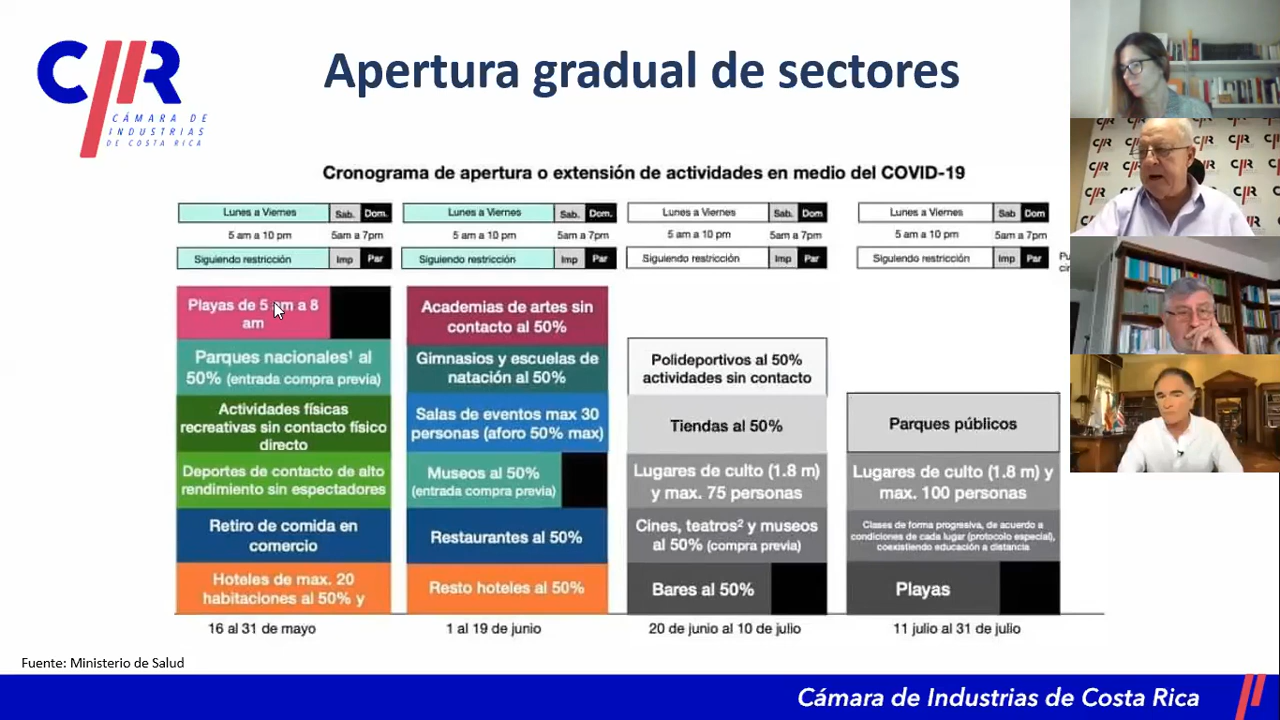 CIR
CÁMARA DE
INDUSTRIAS
DE COSTA RICA
Apertura gradual de sectores
Cronograma de apertura o extensión de actividades en medio del COVID-19
Lunes a Viernes Sab. Dom.
5 am a 10 pm 5am a 7pm
Siguiendo restricción Imp Par
Playas de 5 am a 8
am
Parques nacionales¹ al
50% (entrada compra previa)
Actividades físicas
recreativas sin contacto físico
directo
Deportes de contacto de alto
rendimiento sin espectadores
Retiro de comida en
comercio
Hoteles de max. 20
habitaciones al 50% y
16 al 31 de mayo
Lunes a Viernes Sab. Dom.
5 am a 10 pm 5am a 7pm
Siguiendo restricción Imp Par
Academias de artes sin
contacto al 50%
Gimnasios y escuelas de
natación al 50%
Salas de eventos max 30
personas (aforo 50% max)
Museos al 50%
(entrada compra previa)
Restaurantes al 50%
Resto hoteles al 50%
1 al 19 de junio
Lunes a Viernes Sab. Dom
5 am a 10 pm 5am a 7pm
Siguiendo restricción Imp Par
Polideportivos al 50%
actividades sin contacto
Tiendas al 50%
Lugares de culto (1.8 m)
y max. 75 personas
Cines, teatros² y museos
al 50% (compra previa)
Bares al 50%
20 de junio al 10 de julio
Lunes a Viernes Sab Dom
5 am a 10 pm 5am a 7pm
Siguiendo restricción Imp Par
Parques públicos
Lugares de culto (1.8 m) y
max. 100 personas
Clases de forma progresiva, de acuerdo a
condiciones de cada lugar (protocolo especial),
coexistiendo educación a distancia
Playas
11 julio al 31 de julio
Fuente: Ministerio de Salud
Cámara de Industrias de Costa Rica